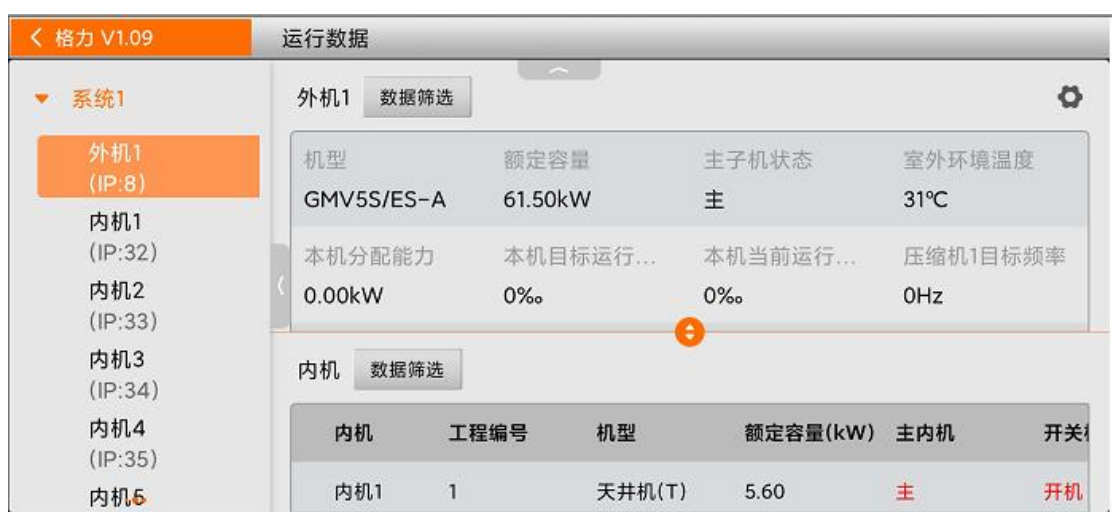 格力 V1.09
运行数据
系统1
外机1
(IP:8)
内机1
(IP:32)
内机2
(IP:33)
内机3
(IP:34)
内机4
(IP:35)
内机5
外机1 数据筛选
机型 额定容量 主子机状态 室外环境温度
GMV5S/ES-A 61.50kW 主 31℃
本机分配能力 本机目标运行... 本机当前运行... 压缩机1目标频率
0.00kW 0‰ 0‰ 0Hz
内机 数据筛选
内机 工程编号 机型 额定容量(kW) 主内机 开关
内机1 1 天井机(T) 5.60 主 开机